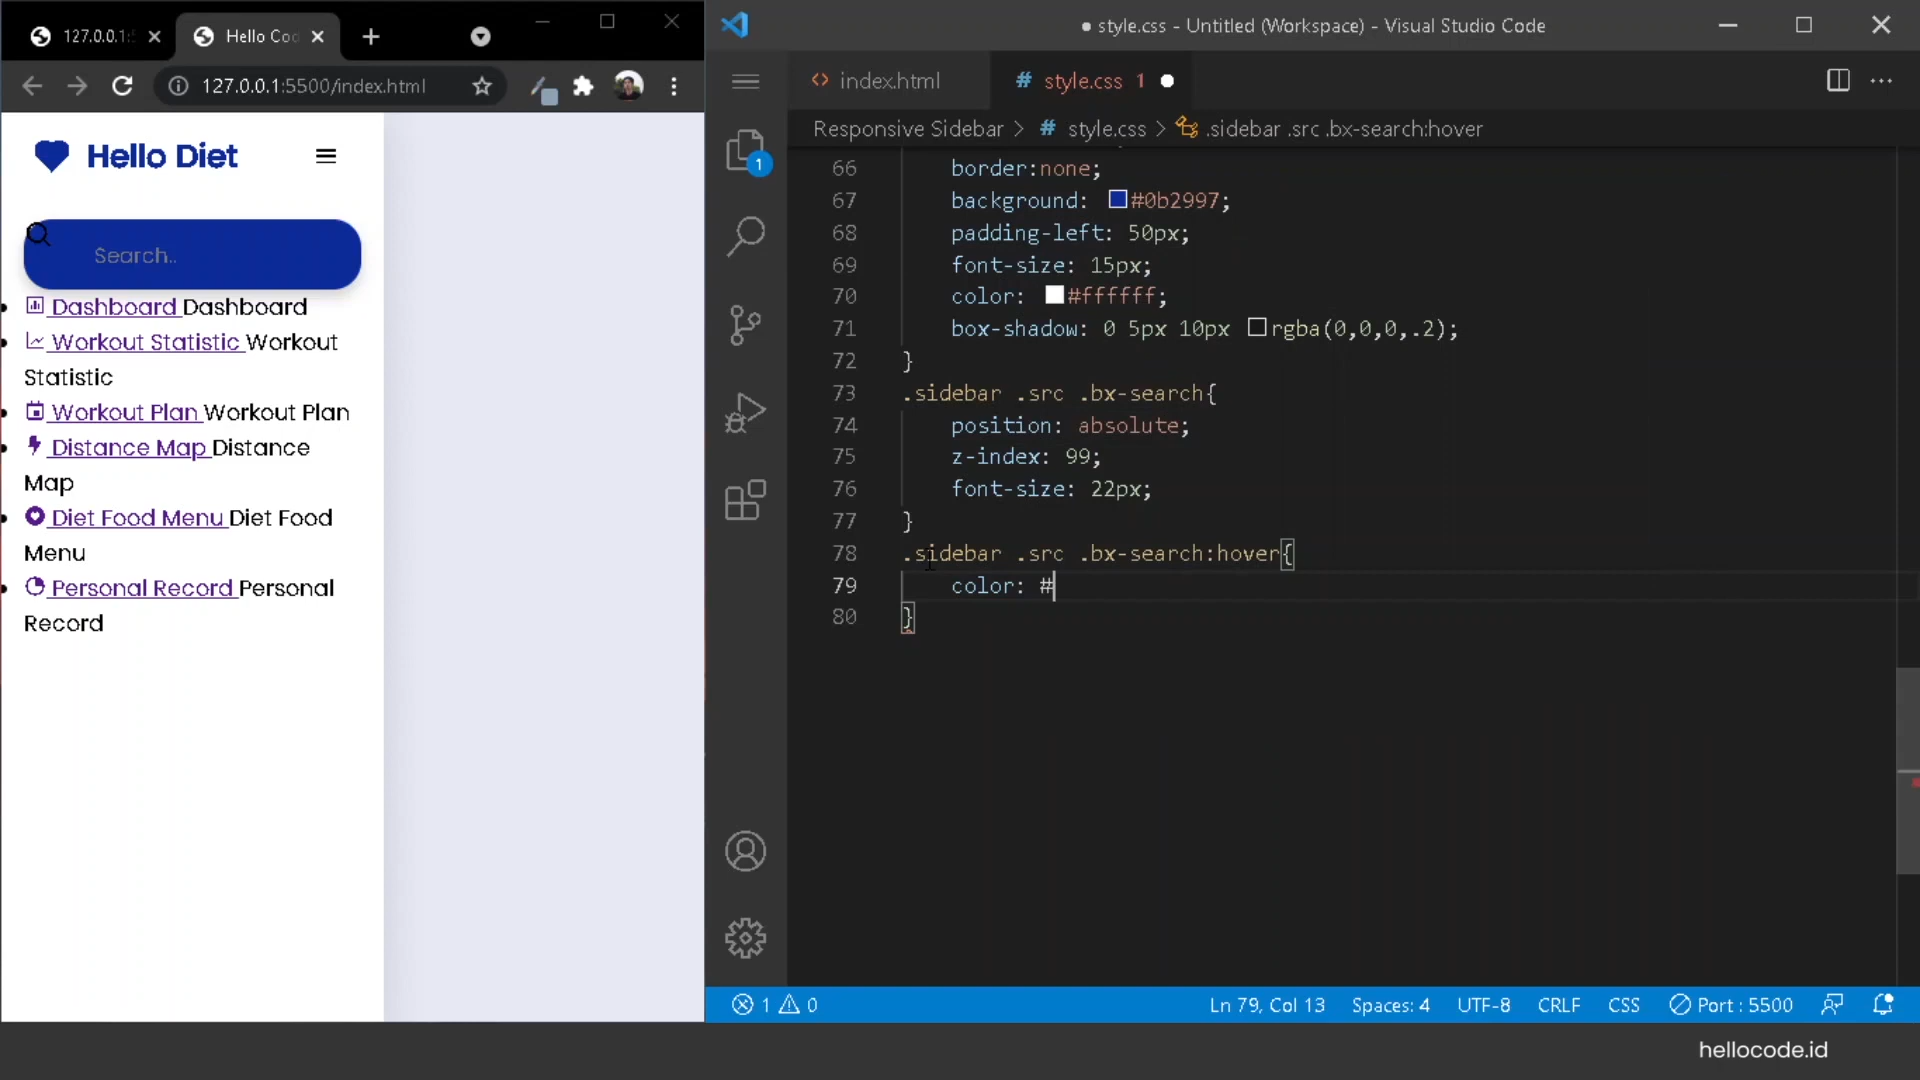 127.0.0.1:5
Hello Coo
127.0.0.1:5500/index.html
Hello Diet
Search..
Dashboard Dashboard
Workout Statistic Workout
Statistic
Workout Plan Workout Plan
Distance Map Distance
Map
Diet Food Menu Diet Food
Menu
Personal Record Personal
Record
● style.css - Untitled (Workspace) - Visual Studio Code
index.html
# style.css 1
Responsive Sidebar > # style.css > .sidebar .src .bx-search:hover
1
66 border:none;
67 background: #0b2997;
68 padding-left: 50px;
69 font-size: 15px;
70 color: #ffffff;
71 box-shadow: 0 5px 10px rgba(0,0,0,.2);
72 }
73 .sidebar .src .bx-search{
74 position: absolute;
75 z-index: 99;
76 font-size: 22px;
77 }
78 .sidebar .src .bx-search:hover{
79 color: #
80 }
1 0
Ln 79, Col 13 Spaces: 4 UTF-8 CRLF CSS Port : 5500
hellocode.id